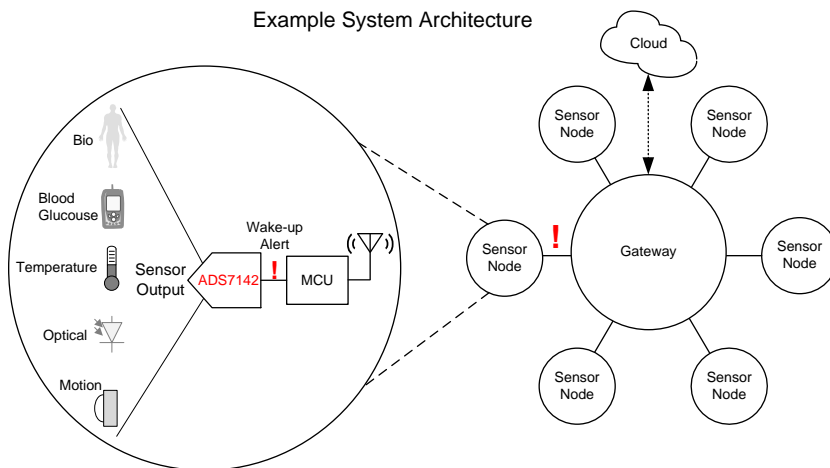 Example System Architecture
Bio
Blood
Glucouse
Temperature
Optical
Motion
Sensor
Output
ADS7142
Wake-up
Alert
!
MCU
Sensor
Node
!
Gateway
Cloud
Sensor
Node
Sensor
Node
Sensor
Node
Sensor
Node
Sensor
Node